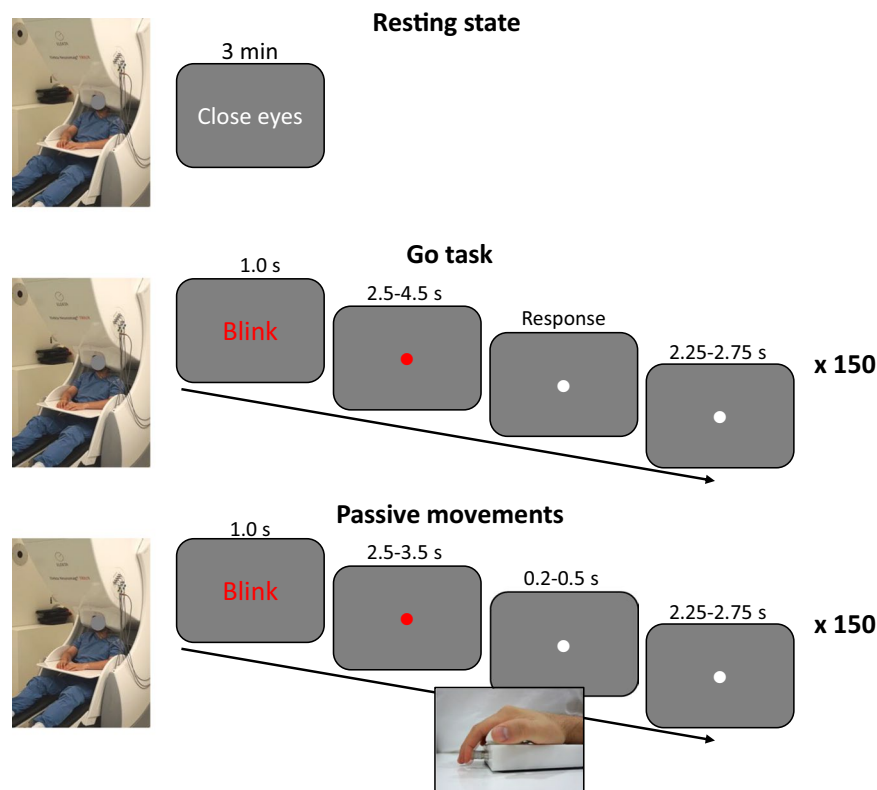 Resting state
3 min
Close eyes
Go task
1.0 s
2.5-4.5 s
Response
2.25-2.75 s
Blink
x 150
Passive movements
1.0 s
2.5-3.5 s
0.2-0.5 s
2.25-2.75 s
Blink
x 150